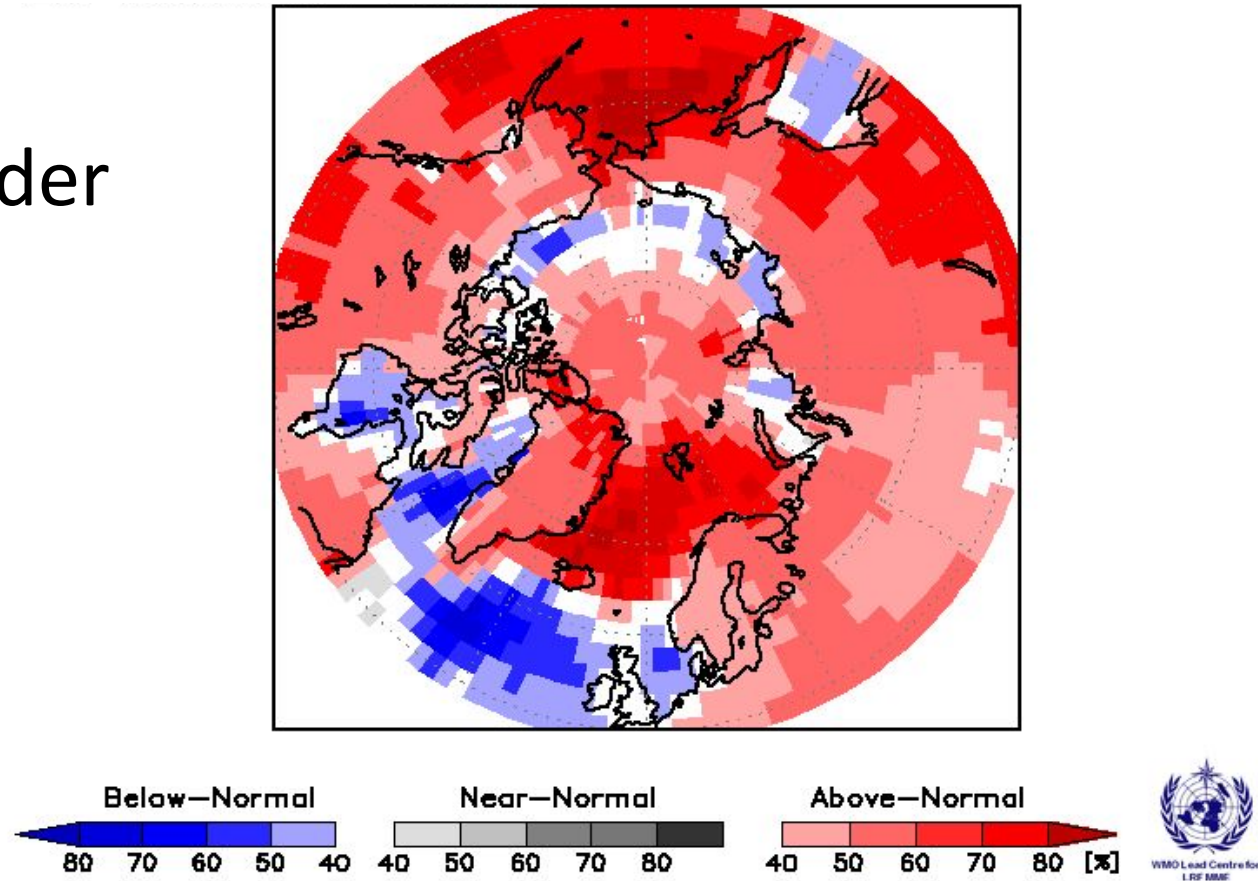 der
Below-Normal
Near-Normal
Above-Normal
80 70 60 50 40
40 50 60 70 80
40 50 60 70 80 [%]
WMO Lead Centre for
LRF MME